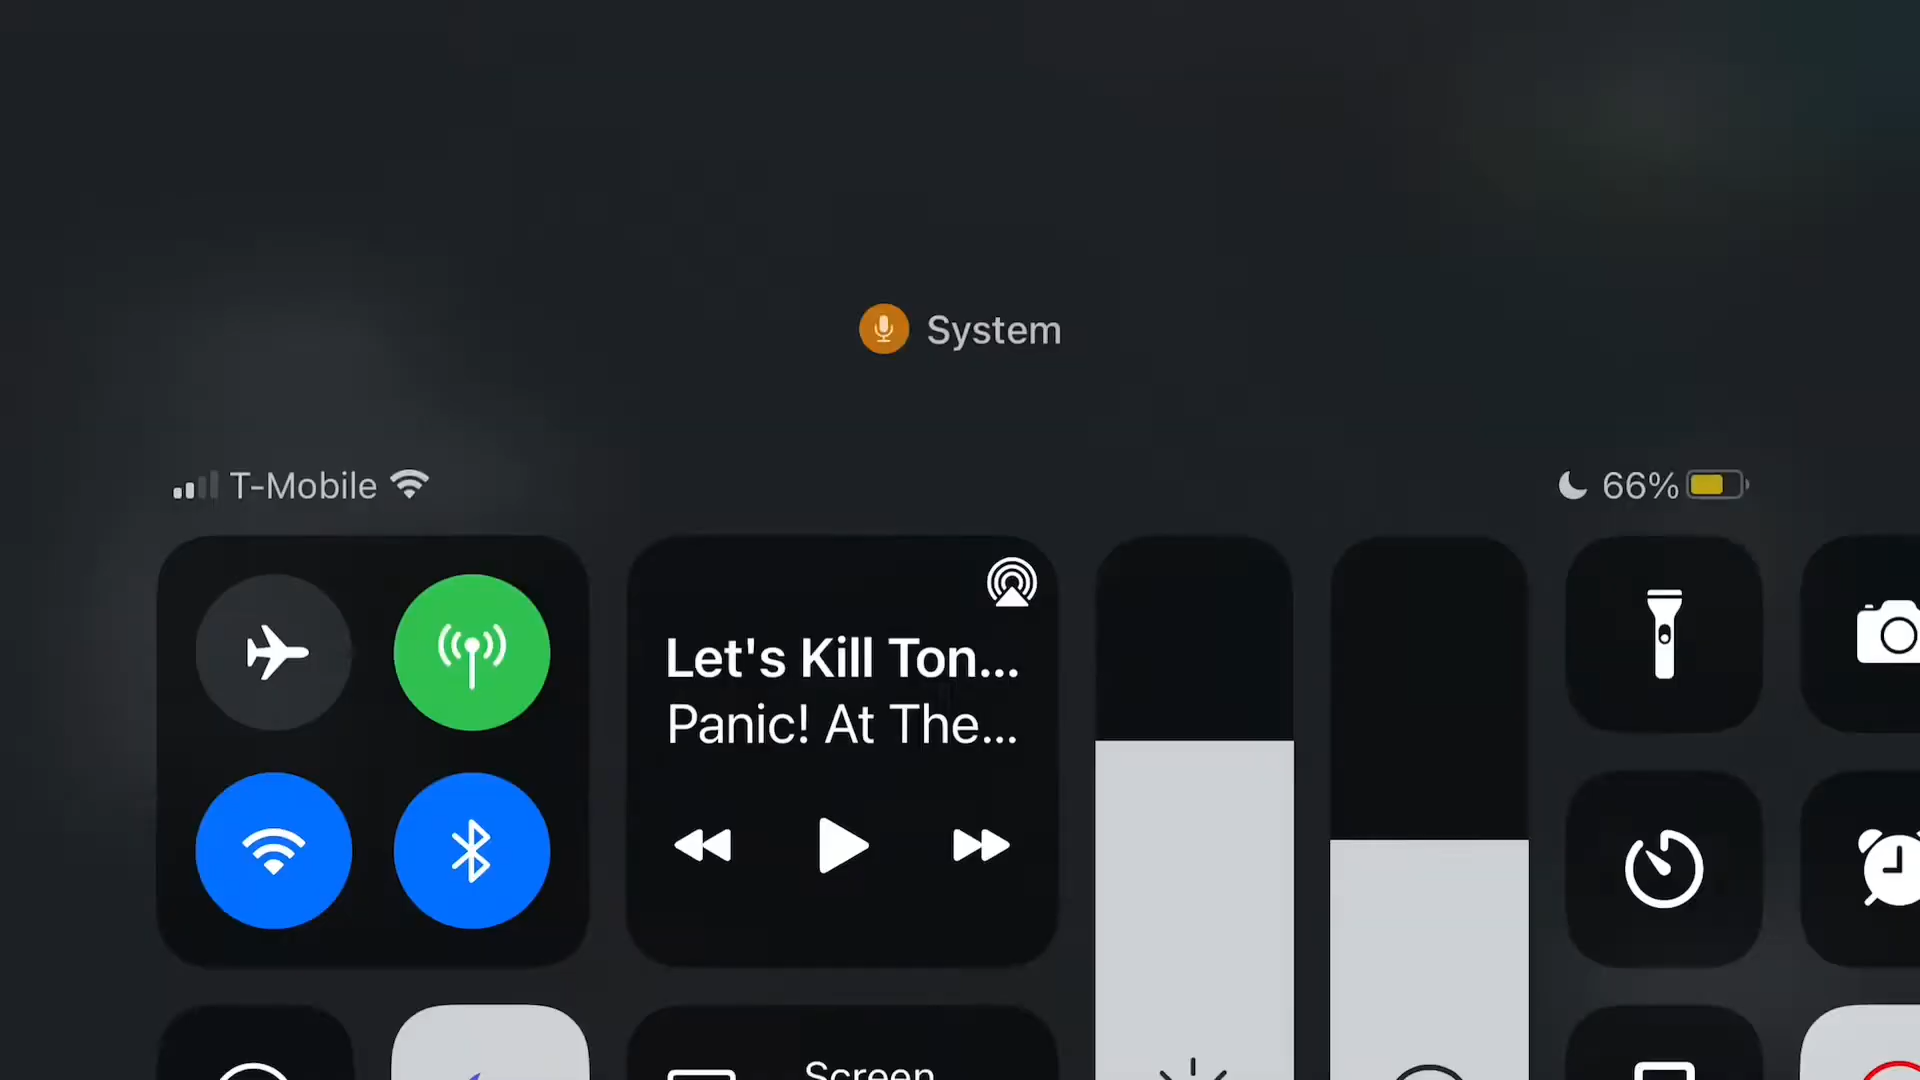 System
T-Mobile
66%
Let's Kill Ton...
Panic! At The...
Screen